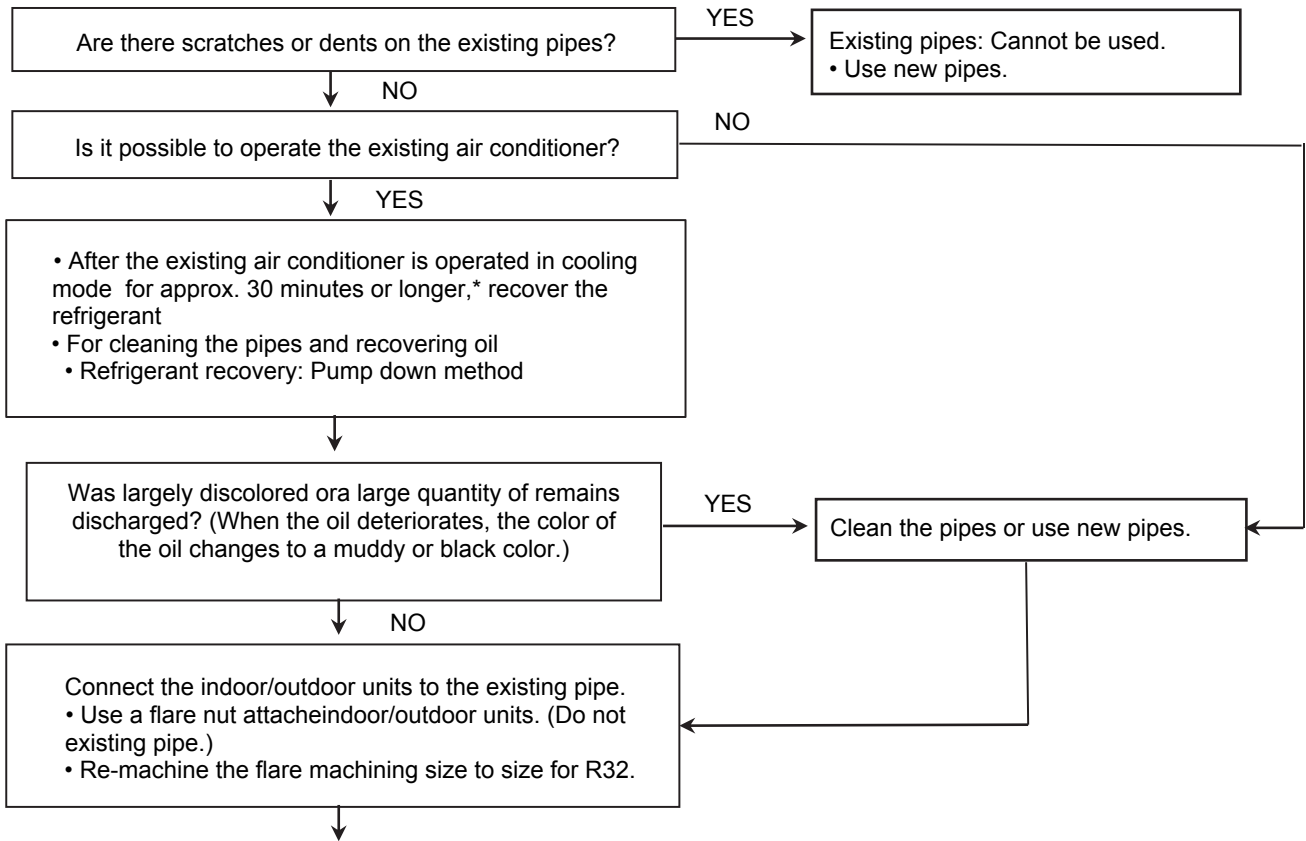 Are there scratches or dents on the existing pipes?
YES
Existing pipes: Cannot be used.
• Use new pipes.
NO
Is it possible to operate the existing air conditioner?
NO
YES
• After the existing air conditioner is operated in cooling
mode for approx. 30 minutes or longer,* recover the
refrigerant
• For cleaning the pipes and recovering oil
• Refrigerant recovery: Pump down method
Was largely discolored ora large quantity of remains
discharged? (When the oil deteriorates, the color of
the oil changes to a muddy or black color.)
YES
Clean the pipes or use new pipes.
NO
Connect the indoor/outdoor units to the existing pipe.
• Use a flare nut attacheindoor/outdoor units. (Do not
existing pipe.)
• Re-machine the flare machining size to size for R32.